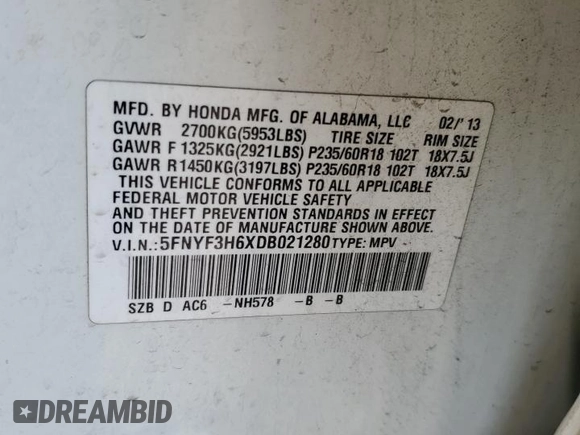 MFD. BY HONDA MFG. OF ALABAMA, LLC 02/'13
GVWR 2700KG(5953LBS) TIRE SIZE RIM SIZE
GAWR F 1325KG(2921LBS) P235/60R18 102T 18X7.5J
GAWR R1450KG(3197LBS) P235/60R18 102T 18X7.5J
THIS VEHICLE CONFORMS TO ALL APPLICABLE
FEDERAL MOTOR VEHICLE SAFETY
AND THEFT PREVENTION STANDARDS IN EFFECT
ON THE DATE OF MANUFACTURE SHOWN ABOVE.
V.I.N.:5FNYF3H6XDB021280 TYPE: MPV
SZB D AC6 -NH578 -B -B
DREAMBID